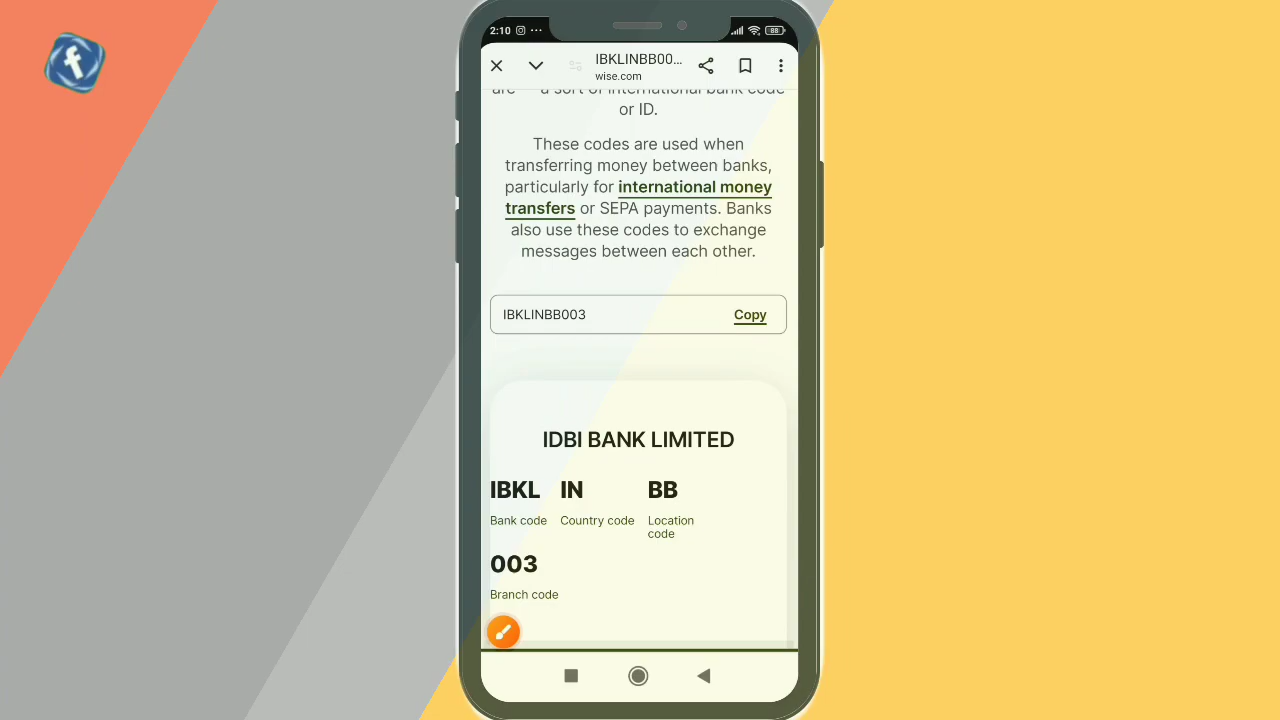 2:10
IBKLINBB00...
wise.com
are — a sort of international bank code
or ID.
These codes are used when
transferring money between banks,
particularly for international money
transfers or SEPA payments. Banks
also use these codes to exchange
messages between each other.
IBKLINBB003 Copy
IDBI BANK LIMITED
IBKL IN BB
Bank code Country code Location
code
003
Branch code